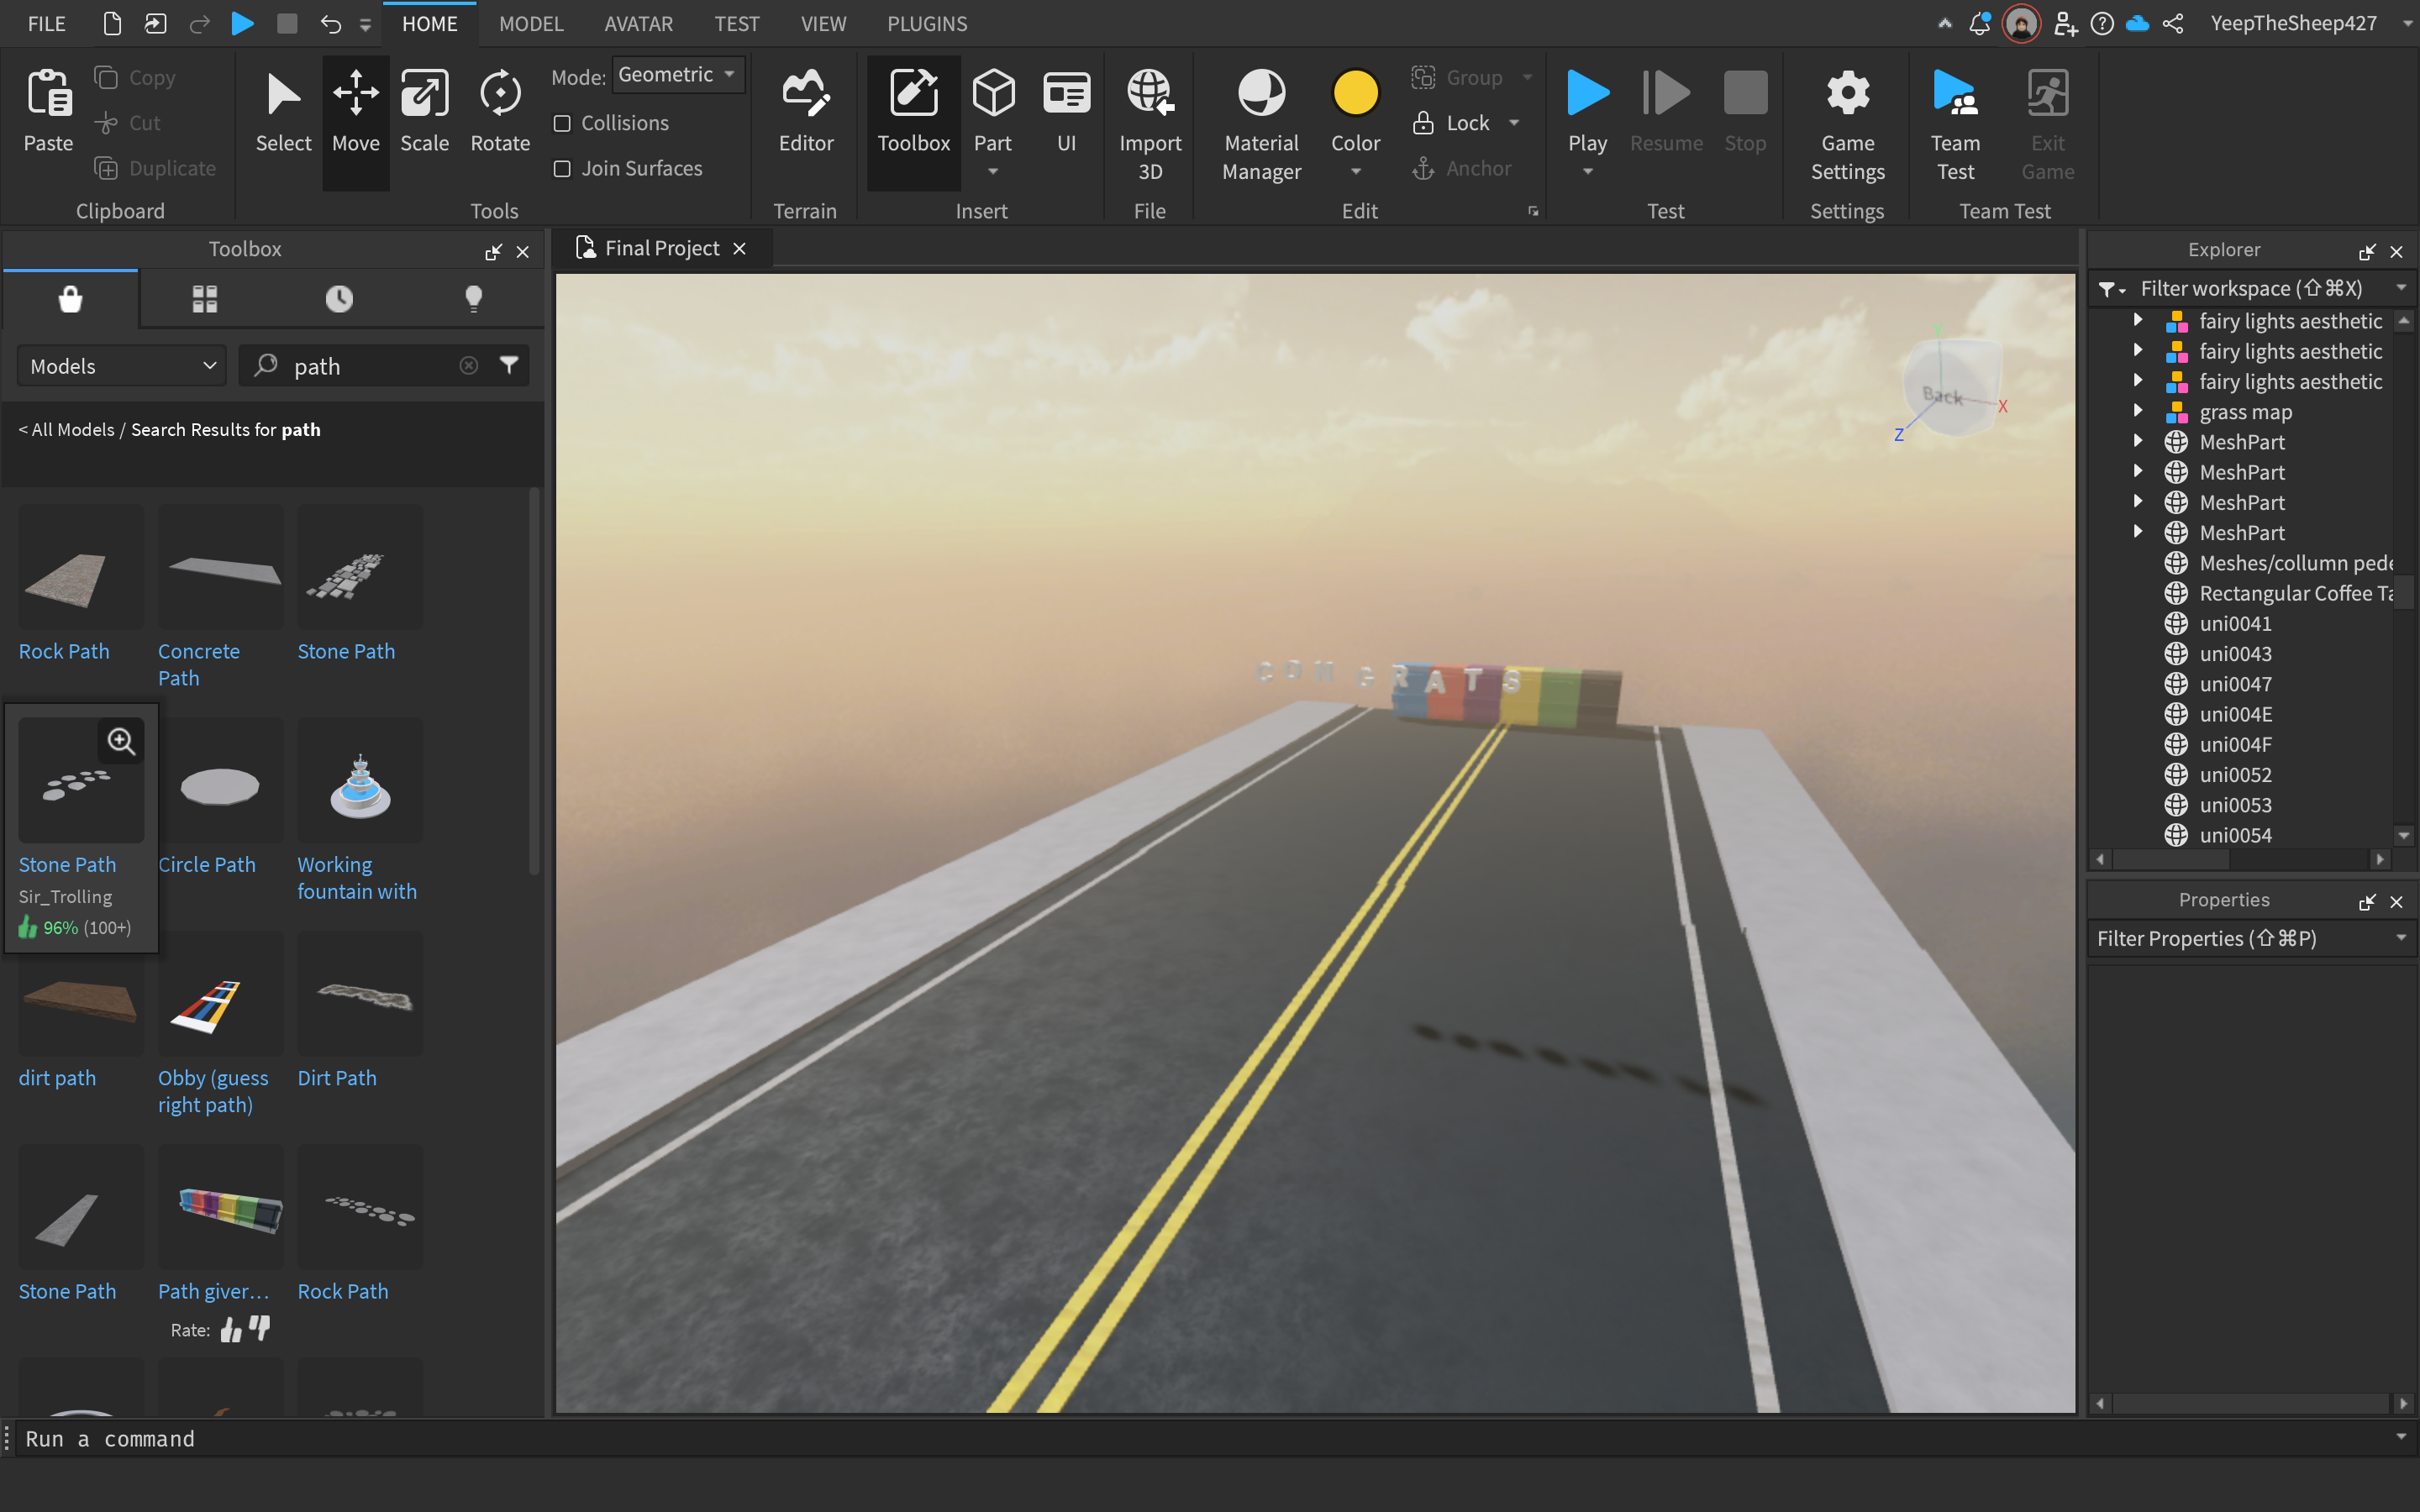 FILE HOME MODEL AVATAR TEST VIEW PLUGINS YeepTheSheep427
Paste
Copy
Cut
Duplicate
Clipboard
Select Move Scale Rotate
Mode: Geometric
Collisions
Join Surfaces
Tools
Editor
Terrain
Toolbox Part UI
Insert
Import
3D
File
Material
Manager
Color
Group
Lock
Anchor
Edit
Play Resume Stop
Test
Game
Settings
Settings
Team
Test
Exit
Game
Team Test
Toolbox
Models
path
< All Models / Search Results for path
Rock Path
Concrete
Path
Stone Path
Stone Path
Sir_Trolling
96% (100+)
Circle Path
Working
fountain with
dirt path
Obby (guess
right path)
Dirt Path
Stone Path
Path giver...
Rock Path
Rate:
Final Project
CONGRATS
Y
Back
X
Z
Explorer
Filter workspace (⇧⌘X)
fairy lights aesthetic
fairy lights aesthetic
fairy lights aesthetic
grass map
MeshPart
MeshPart
MeshPart
MeshPart
Meshes/collumn pede
Rectangular Coffee Ta
uni0041
uni0043
uni0047
uni004E
uni004F
uni0052
uni0053
uni0054
Properties
Filter Properties (⇧⌘P)
Run a command